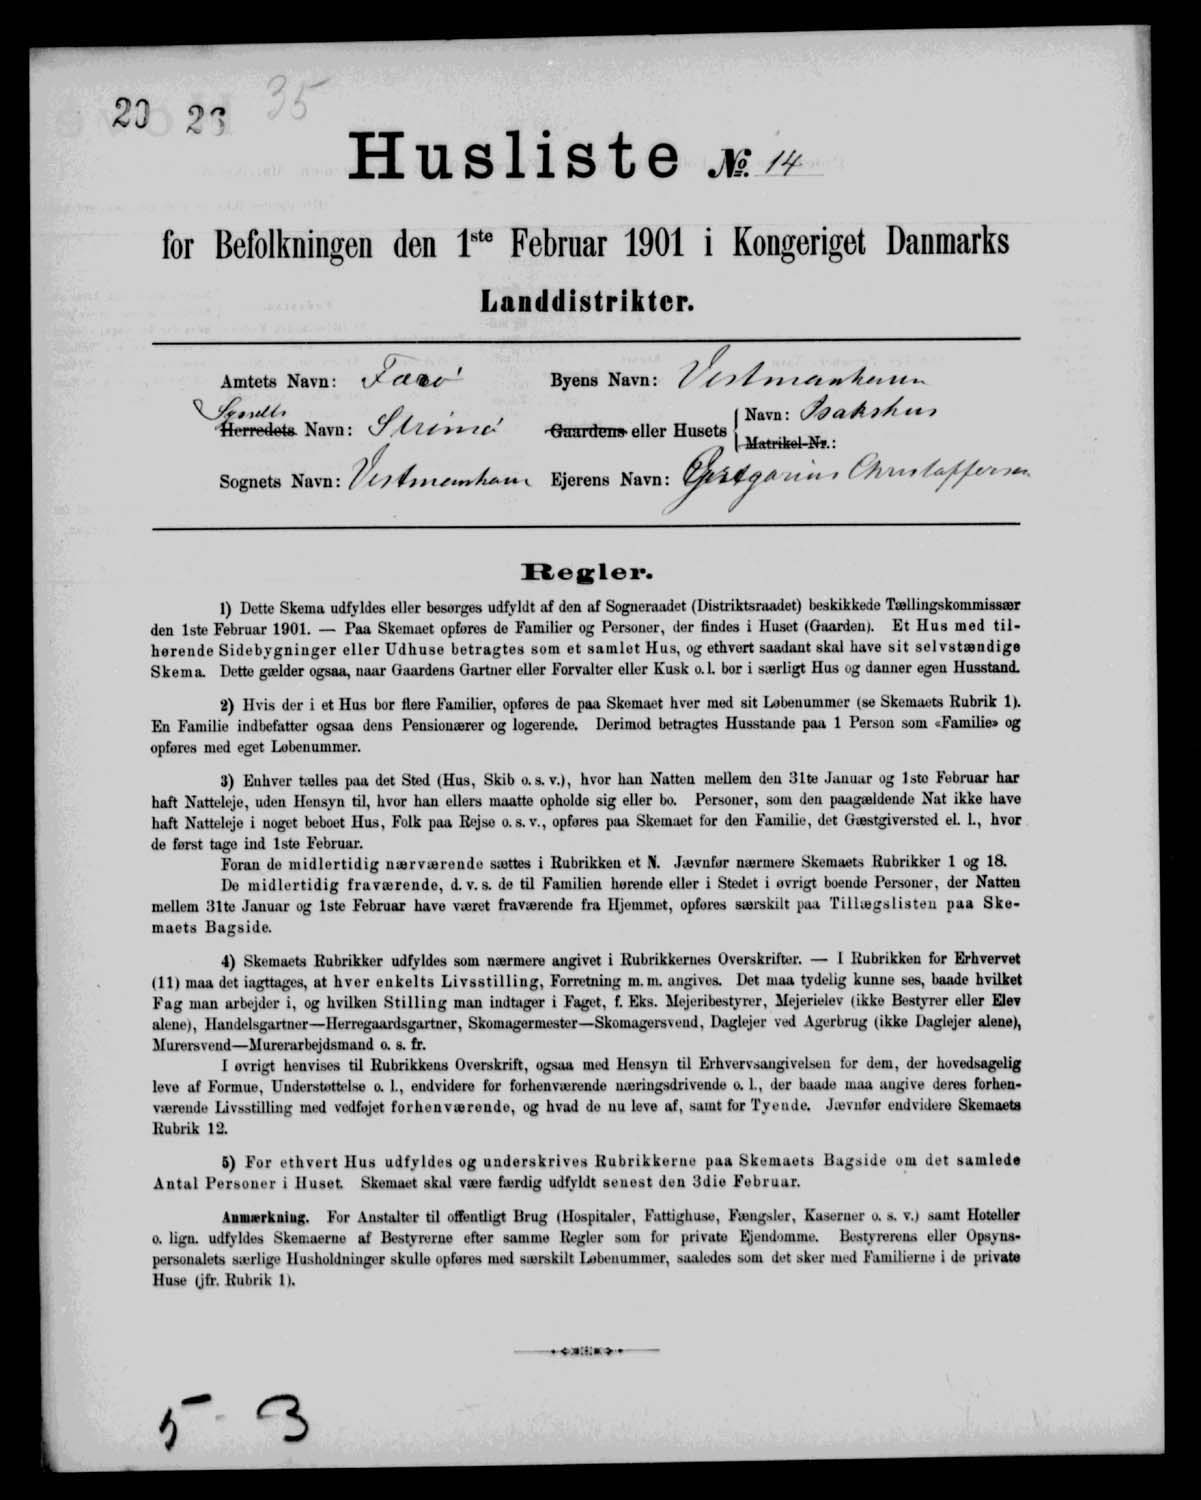 20 23 35
Husliste No. 14
for Befolkningen den 1ste Februar 1901 i Kongeriget Danmarks
Landdistrikter.
Amtets Navn: Færø
Byens Navn: Vestmanhavn
Syssels
Herredets Navn: Strømø
Gaardens eller Husets
Navn: Isakshus
Matrikel-Nr.:
Sognets Navn: Vestmanhavn
Ejerens Navn: Gregorius Christoffersen
Regler.
1) Dette Skema udfyldes eller besørges udfyldt af den af Sogneraadet (Distriktsraadet) beskikkede Tællingskommissær
den 1ste Februar 1901. — Paa Skemaet opføres de Familier og Personer, der findes i Huset (Gaarden). Et Hus med til-
hørende Sidebygninger eller Udhuse betragtes som et samlet Hus, og ethvert saadant skal have sit selvstændige
Skema. Dette gælder ogsaa, naar Gaardens Gartner eller Forvalter eller Kusk o. l. bor i særligt Hus og danner egen Husstand.
2) Hvis der i et Hus bor flere Familier, opføres de paa Skemaet hver med sit Løbenummer (se Skemaets Rubrik 1).
En Familie indbefatter ogsaa dens Pensionærer og logerende. Derimod betragtes Husstande paa 1 Person som «Familie» og
opføres med eget Løbenummer.
3) Enhver tælles paa det Sted (Hus, Skib o. s. v.), hvor han Natten mellem den 31te Januar og 1ste Februar har
haft Natteleje, uden Hensyn til, hvor han ellers maatte opholde sig eller bo. Personer, som den paagældende Nat ikke have
haft Natteleje i noget beboet Hus, Folk paa Rejse o. s. v., opføres paa Skemaet for den Familie, det Gæstgiversted el. l., hvor
de først tage ind 1ste Februar.
Foran de midlertidig nærværende sættes i Rubrikken et N. Jævnfør nærmere Skemaets Rubrikker 1 og 18.
De midlertidig fraværende, d. v. s. de til Familien hørende eller i Stedet i øvrigt boende Personer, der Natten
mellem 31te Januar og 1ste Februar have været fraværende fra Hjemmet, opføres særskilt paa Tillægslisten paa Ske-
maets Bagside.
4) Skemaets Rubrikker udfyldes som nærmere angivet i Rubrikkernes Overskrifter. — I Rubrikken for Erhvervet
(11) maa det iagttages, at hver enkelts Livsstilling, Forretning m. m. angives. Det maa tydelig kunne ses, baade hvilket
Fag man arbejder i, og hvilken Stilling man indtager i Faget, f. Eks. Mejeribestyrer, Mejerielev (ikke Bestyrer eller Elev
alene), Handelsgartner—Herregaardsgartner, Skomagermester—Skomagersvend, Daglejer ved Agerbrug (ikke Daglejer alene),
Murersvend—Murerarbejdsmand o. s. fr.
I øvrigt henvises til Rubrikkens Overskrift, ogsaa med Hensyn til Erhvervsangivelsen for dem, der hovedsagelig
leve af Formue, Understøttelse o. l., endvidere for forhenværende næringsdrivende o. l., der baade maa angive deres forhen-
værende Livsstilling med vedføjet forhenværende, og hvad de nu leve af, samt for Tyende. Jævnfør endvidere Skemaets
Rubrik 12.
5) For ethvert Hus udfyldes og underskrives Rubrikkerne paa Skemaets Bagside om det samlede
Antal Personer i Huset. Skemaet skal være færdig udfyldt senest den 3die Februar.
Anmærkning. For Anstalter til offentligt Brug (Hospitaler, Fattighuse, Fængsler, Kaserner o. s. v.) samt Hoteller
o. lign. udfyldes Skemaerne af Bestyrerne efter samme Regler som for private Ejendomme. Bestyrerens eller Opsyns-
personalets særlige Husholdninger skulle opføres med særskilt Løbenummer, saaledes som det sker med Familierne i de private
Huse (jfr. Rubrik 1).
5 - 3